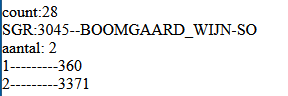 count:28
SGR:3045--BOOMGAARD_WIJN-SO
aantal: 2
1---------360
2---------3371